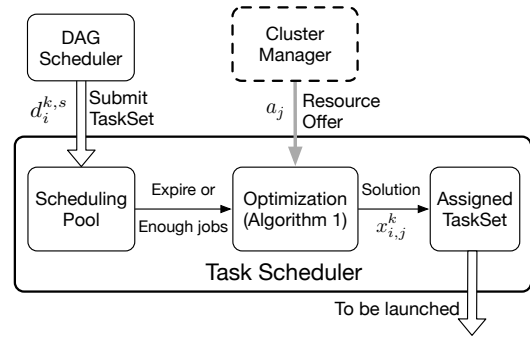 DAG
Scheduler
Cluster
Manager
$d_i^{k,s}$
Submit
TaskSet
$a_j$
Resource
Offer
Scheduling
Pool
Expire or
Enough jobs
Optimization
(Algorithm 1)
Solution
$x_{i,j}^k$
Assigned
TaskSet
Task Scheduler
To be launched